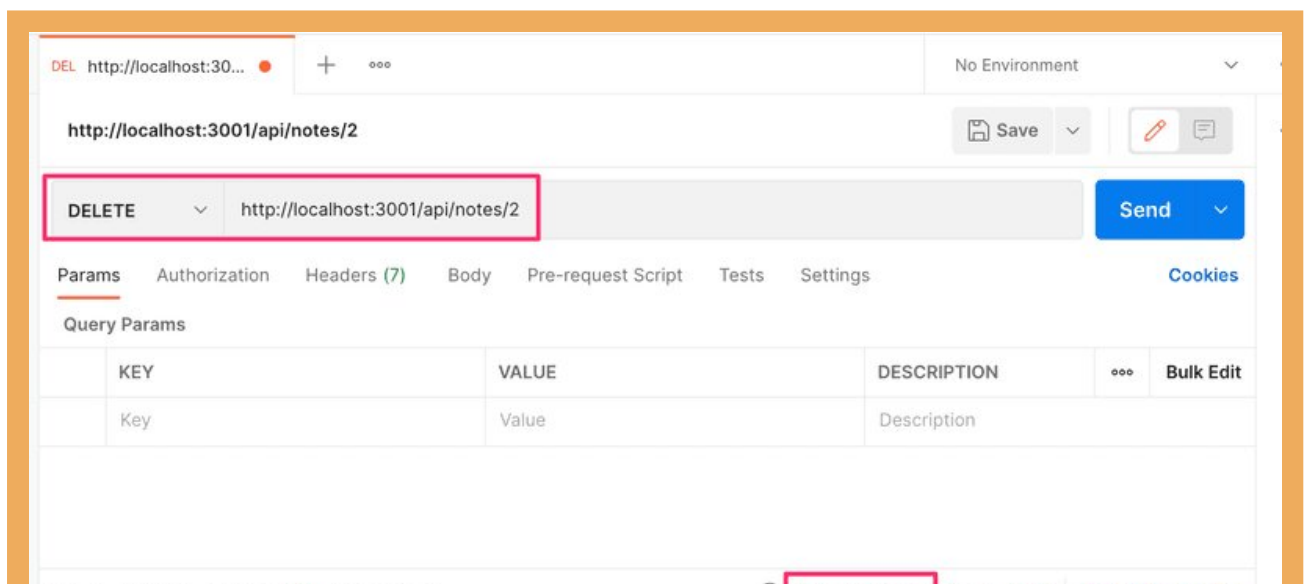 DEL http://localhost:30... No Environment
http://localhost:3001/api/notes/2 Save
DELETE http://localhost:3001/api/notes/2 Send
Params Authorization Headers (7) Body Pre-request Script Tests Settings Cookies
Query Params
KEY VALUE DESCRIPTION Bulk Edit
Key Value Description